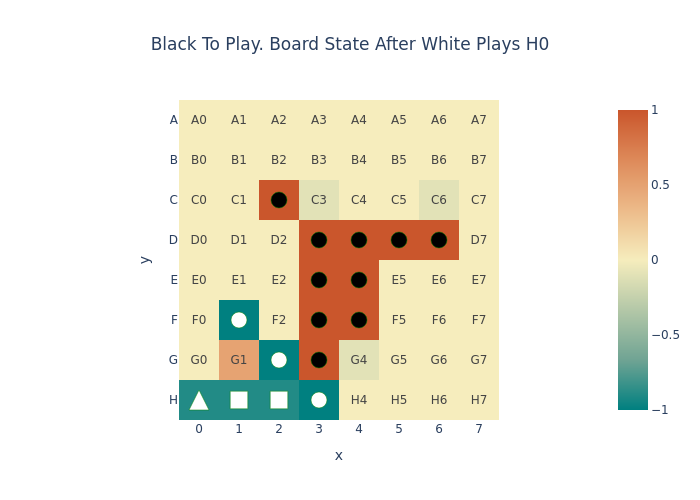 Black To Play. Board State After White Plays H0
A A0 A1 A2 A3 A4 A5 A6 A7
B B0 B1 B2 B3 B4 B5 B6 B7
C C0 C1 C3 C4 C5 C6 C7
D D0 D1 D2 D7
E E0 E1 E2 E5 E6 E7
F F0 F2 F5 F6 F7
G G0 G1 G4 G5 G6 G7
H H4 H5 H6 H7
0 1 2 3 4 5 6 7
x
y
1
0.5
0
−0.5
−1